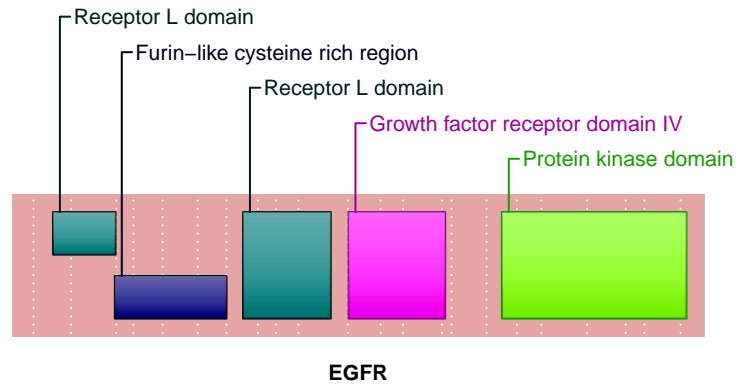 Receptor L domain
Furin−like cysteine rich region
Receptor L domain
Growth factor receptor domain IV
Protein kinase domain
EGFR